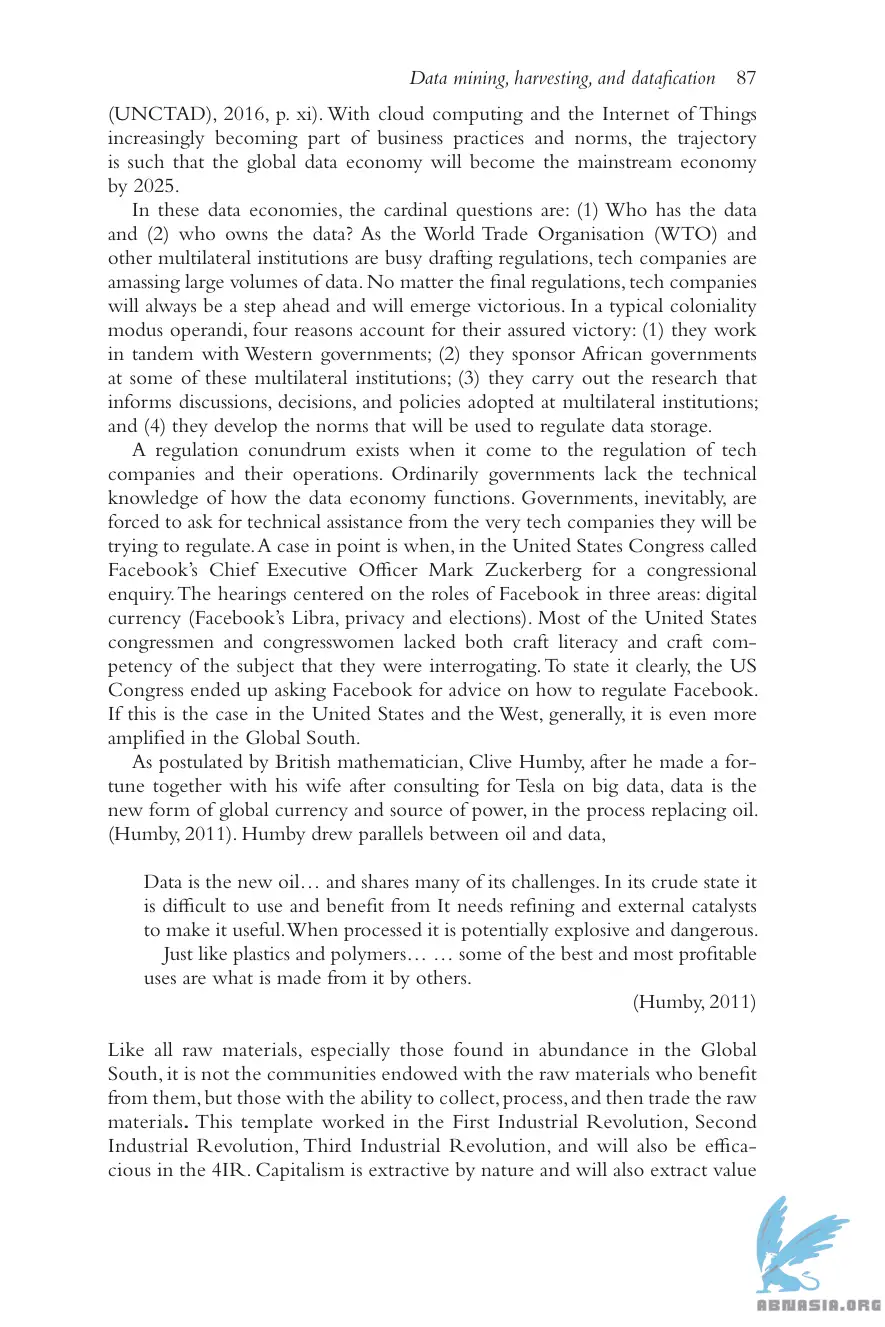 Data mining, harvesting, and datafication 87
(UNCTAD), 2016, p. xi). With cloud computing and the Internet of Things
increasingly becoming part of business practices and norms, the trajectory
is such that the global data economy will become the mainstream economy
by 2025.
In these data economies, the cardinal questions are: (1) Who has the data
and (2) who owns the data? As the World Trade Organisation (WTO) and
other multilateral institutions are busy drafting regulations, tech companies are
amassing large volumes of data. No matter the final regulations, tech companies
will always be a step ahead and will emerge victorious. In a typical coloniality
modus operandi, four reasons account for their assured victory: (1) they work
in tandem with Western governments; (2) they sponsor African governments
at some of these multilateral institutions; (3) they carry out the research that
informs discussions, decisions, and policies adopted at multilateral institutions;
and (4) they develop the norms that will be used to regulate data storage.
A regulation conundrum exists when it come to the regulation of tech
companies and their operations. Ordinarily governments lack the technical
knowledge of how the data economy functions. Governments, inevitably, are
forced to ask for technical assistance from the very tech companies they will be
trying to regulate. A case in point is when, in the United States Congress called
Facebook's Chief Executive Officer Mark Zuckerberg for a congressional
enquiry. The hearings centered on the roles of Facebook in three areas: digital
currency (Facebook's Libra, privacy and elections). Most of the United States
congressmen and congresswomen lacked both craft literacy and craft com-
petency of the subject that they were interrogating. To state it clearly, the US
Congress ended up asking Facebook for advice on how to regulate Facebook.
If this is the case in the United States and the West, generally, it is even more
amplified in the Global South.
As postulated by British mathematician, Clive Humby, after he made a for-
tune together with his wife after consulting for Tesla on big data, data is the
new form of global currency and source of power, in the process replacing oil.
(Humby, 2011). Humby drew parallels between oil and data,
Data is the new oil… and shares many of its challenges. In its crude state it
is difficult to use and benefit from It needs refining and external catalysts
to make it useful. When processed it is potentially explosive and dangerous.
Just like plastics and polymers… … some of the best and most profitable
uses are what is made from it by others.
(Humby, 2011)
Like all raw materials, especially those found in abundance in the Global
South, it is not the communities endowed with the raw materials who benefit
from them, but those with the ability to collect, process, and then trade the raw
materials. This template worked in the First Industrial Revolution, Second
Industrial Revolution, Third Industrial Revolution, and will also be effica-
cious in the 4IR. Capitalism is extractive by nature and will also extract value
ABNASIA.ORG